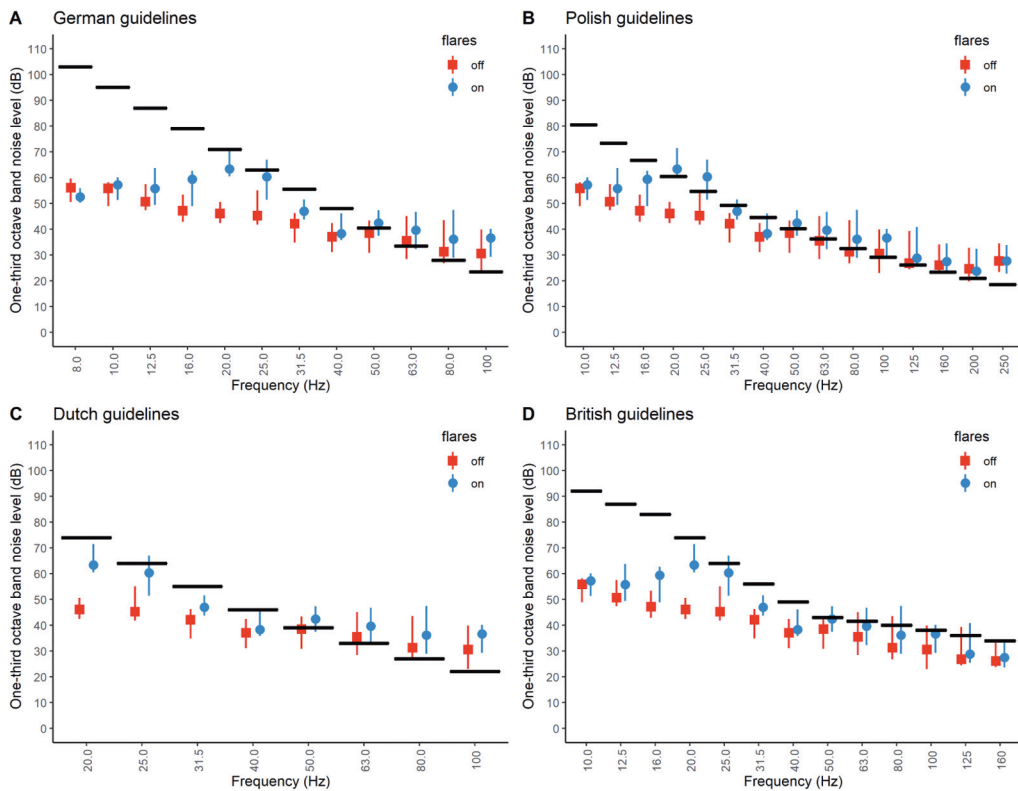 A German guidelines
One-third octave band noise level (dB)
110
100
90
80
70
60
50
40
30
20
10
0
flares
off
on
8.0 10.0 12.5 16.0 20.0 25.0 31.5 40.0 50.0 63.0 80.0 100
Frequency (Hz)
B Polish guidelines
One-third octave band noise level (dB)
110
100
90
80
70
60
50
40
30
20
10
0
flares
off
on
10.0 12.5 16.0 20.0 25.0 31.5 40.0 50.0 63.0 80.0 100 125 160 200 250
Frequency (Hz)
C Dutch guidelines
One-third octave band noise level (dB)
110
100
90
80
70
60
50
40
30
20
10
0
flares
off
on
20.0 25.0 31.5 40.0 50.0 63.0 80.0 100
Frequency (Hz)
D British guidelines
One-third octave band noise level (dB)
110
100
90
80
70
60
50
40
30
20
10
0
flares
off
on
10.0 12.5 16.0 20.0 25.0 31.5 40.0 50.0 63.0 80.0 100 125 160
Frequency (Hz)